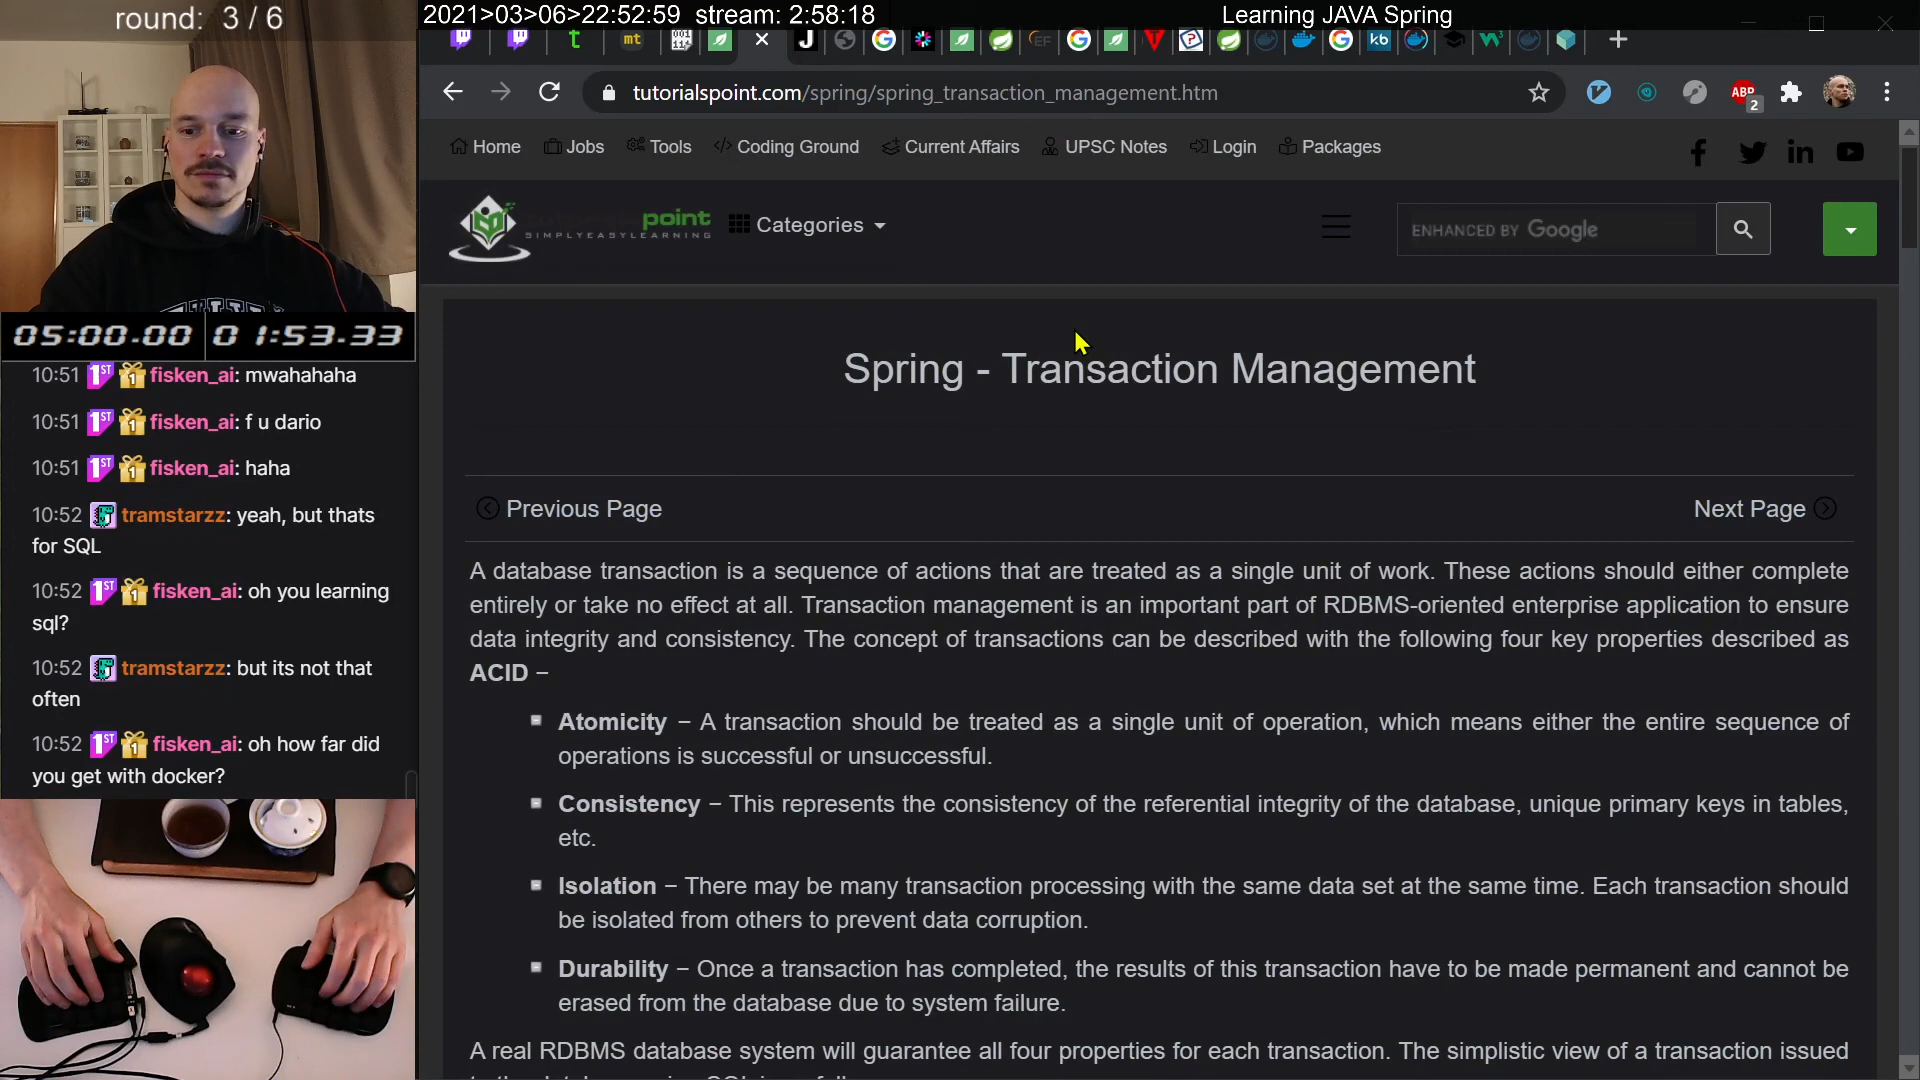 round: 3 / 6
2021>03>06>22:52:59 stream: 2:58:18
Learning JAVA Spring
tutorialspoint.com/spring/spring_transaction_management.htm
ABP
2
Home
Jobs
Tools
Coding Ground
Current Affairs
UPSC Notes
Login
Packages
point
SIMPLYEASYLEARNING
Categories
ENHANCED BY Google
05:00.00
0 1:53.33
10:51 1ST 1 fisken_ai: mwahahaha
10:51 1ST 1 fisken_ai: f u dario
10:51 1ST 1 fisken_ai: haha
10:52 tramstarzz: yeah, but thats
for SQL
10:52 1ST 1 fisken_ai: oh you learning
sql?
10:52 tramstarzz: but its not that
often
10:52 1ST 1 fisken_ai: oh how far did
you get with docker?
Spring - Transaction Management
Previous Page
Next Page
A database transaction is a sequence of actions that are treated as a single unit of work. These actions should either complete
entirely or take no effect at all. Transaction management is an important part of RDBMS-oriented enterprise application to ensure
data integrity and consistency. The concept of transactions can be described with the following four key properties described as
ACID −
Atomicity − A transaction should be treated as a single unit of operation, which means either the entire sequence of
operations is successful or unsuccessful.
Consistency − This represents the consistency of the referential integrity of the database, unique primary keys in tables,
etc.
Isolation − There may be many transaction processing with the same data set at the same time. Each transaction should
be isolated from others to prevent data corruption.
Durability − Once a transaction has completed, the results of this transaction have to be made permanent and cannot be
erased from the database due to system failure.
A real RDBMS database system will guarantee all four properties for each transaction. The simplistic view of a transaction issued